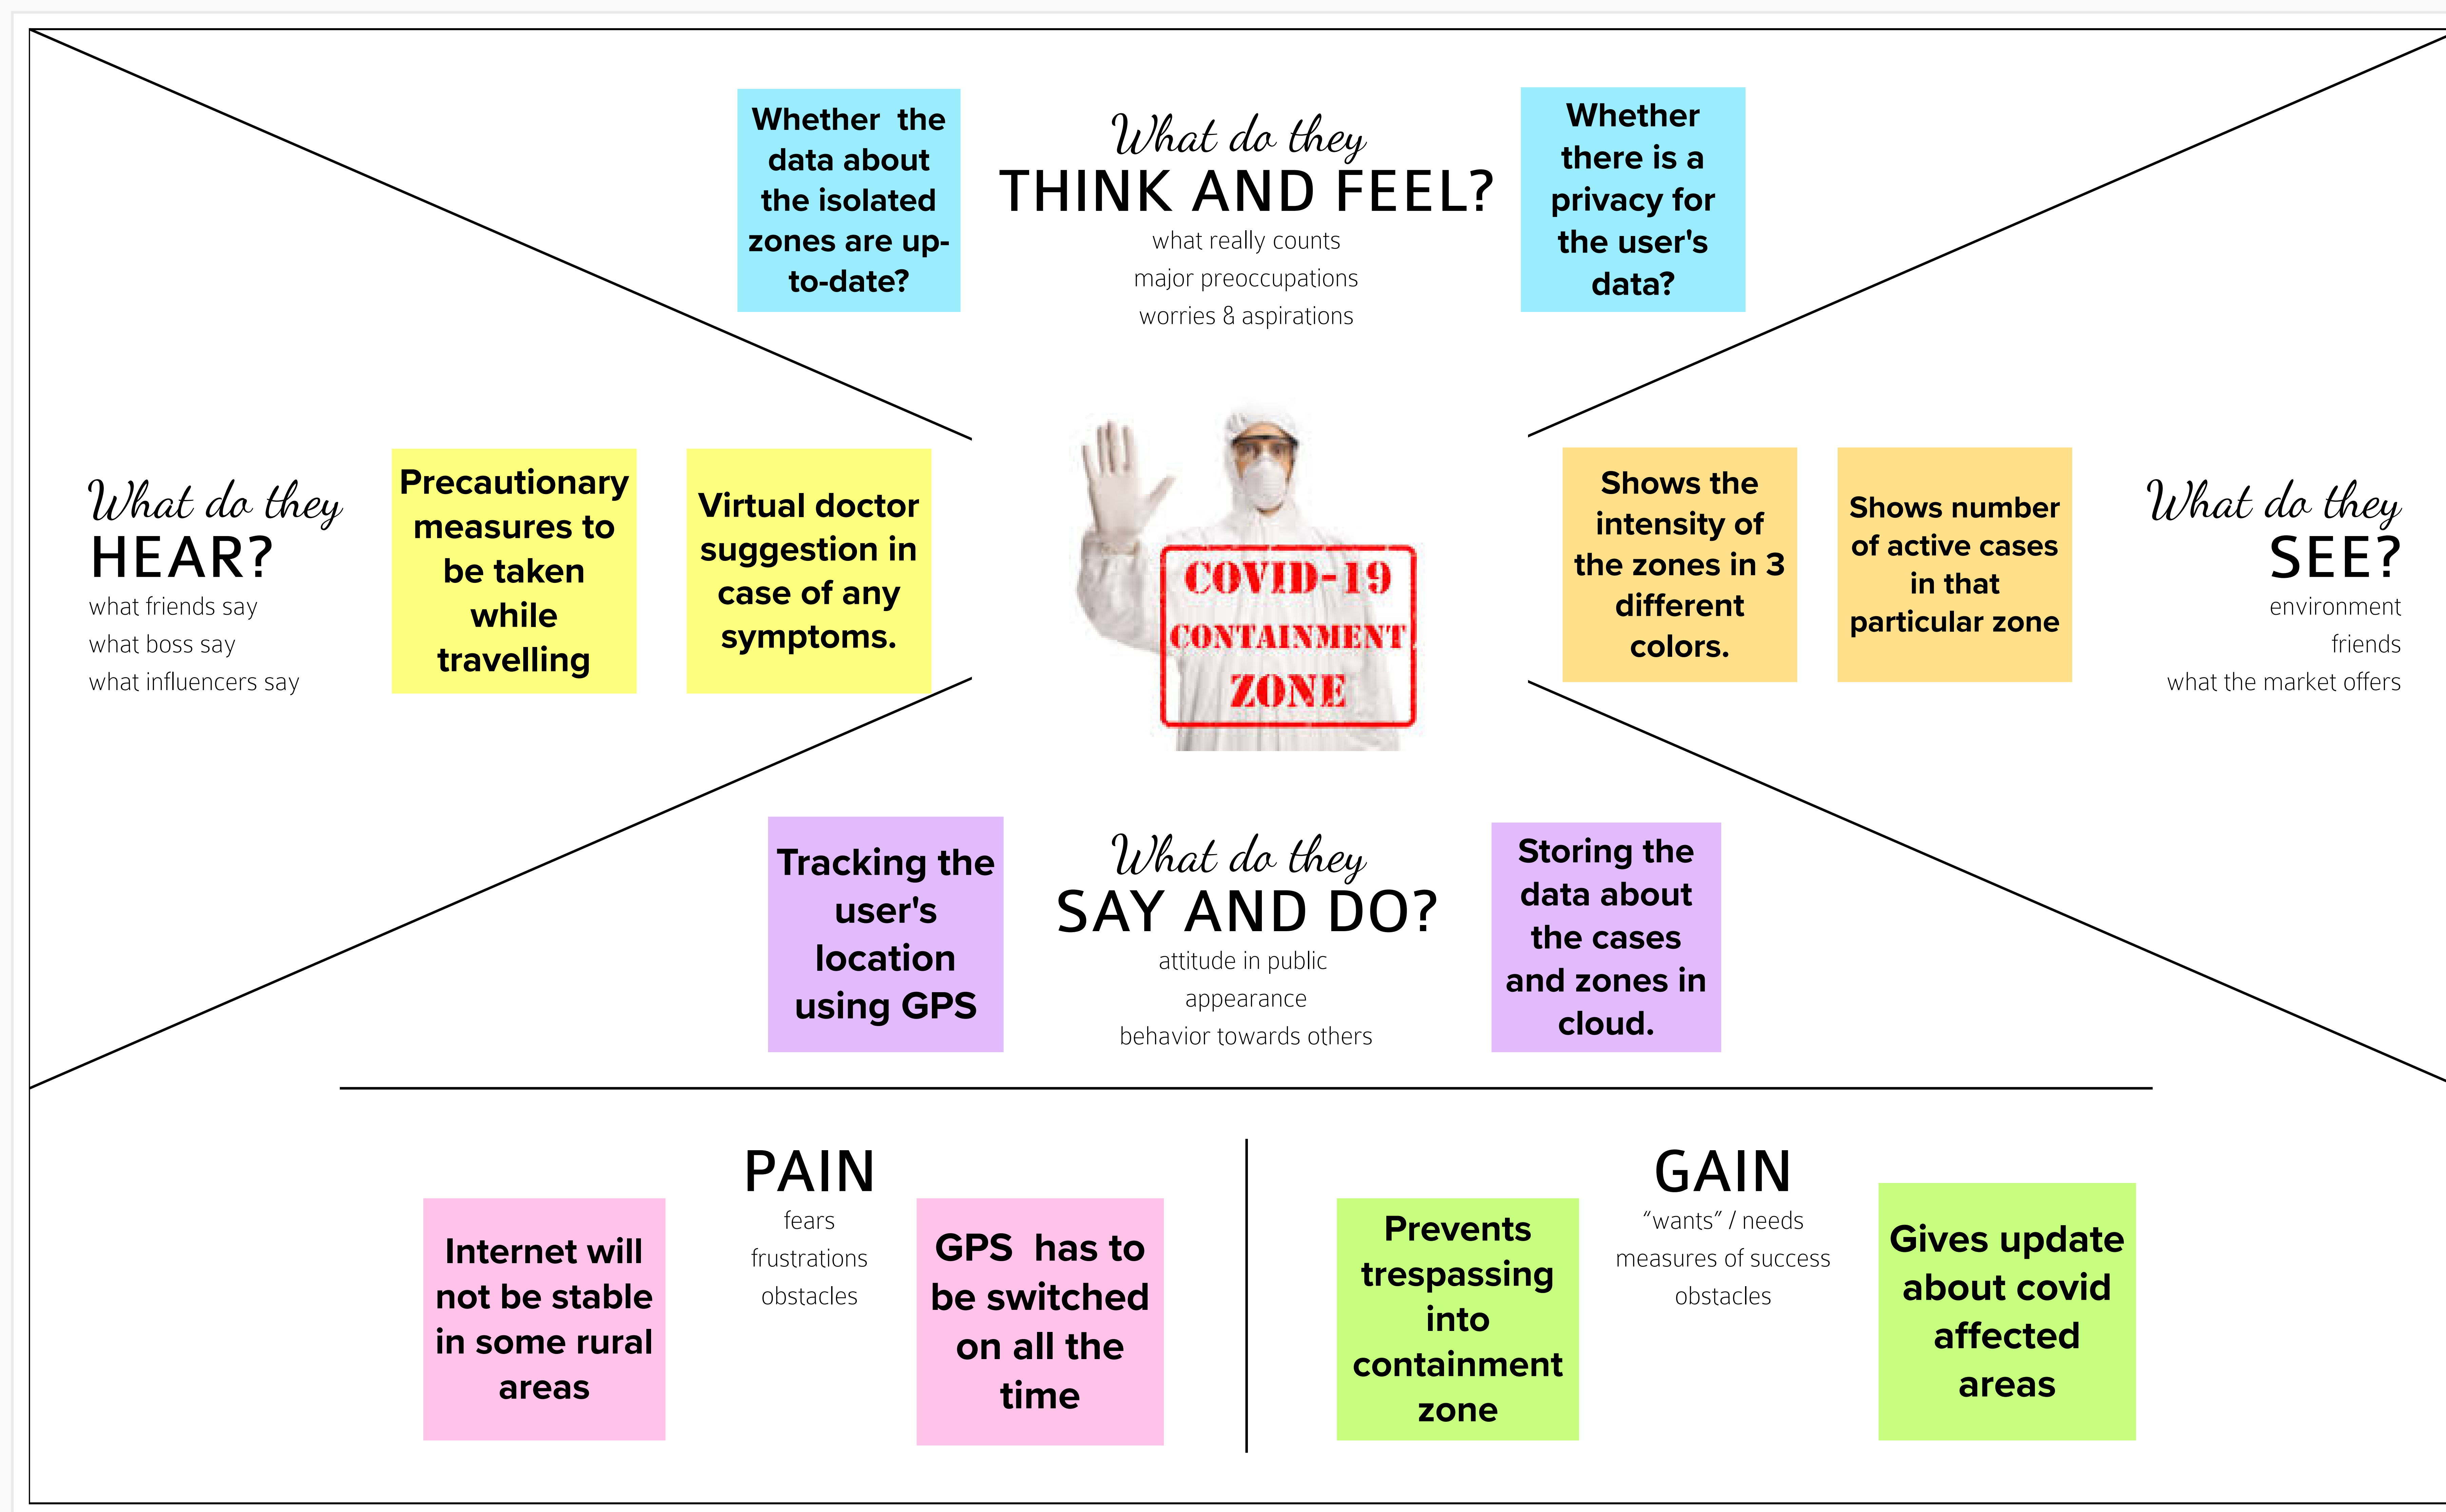 Whether the
data about
the isolated
zones are up-
to-date?
What do they
THINK AND FEEL?
what really counts
major preoccupations
worries & aspirations
Whether
there is a
privacy for
the user's
data?
What do they
HEAR?
what friends say
what boss say
what influencers say
Precautionary
measures to
be taken
while
travelling
Virtual doctor
suggestion in
case of any
symptoms.
COVID-19
CONTAINMENT
ZONE
Shows the
intensity of
the zones in 3
different
colors.
Shows number
of active cases
in that
particular zone
What do they
SEE?
environment
friends
what the market offers
Tracking the
user's
location
using GPS
What do they
SAY AND DO?
attitude in public
appearance
behavior towards others
Storing the
data about
the cases
and zones in
cloud.
PAIN
fears
frustrations
obstacles
Internet will
not be stable
in some rural
areas
GPS has to
be switched
on all the
time
GAIN
“wants” / needs
measures of success
obstacles
Prevents
trespassing
into
containment
zone
Gives update
about covid
affected
areas